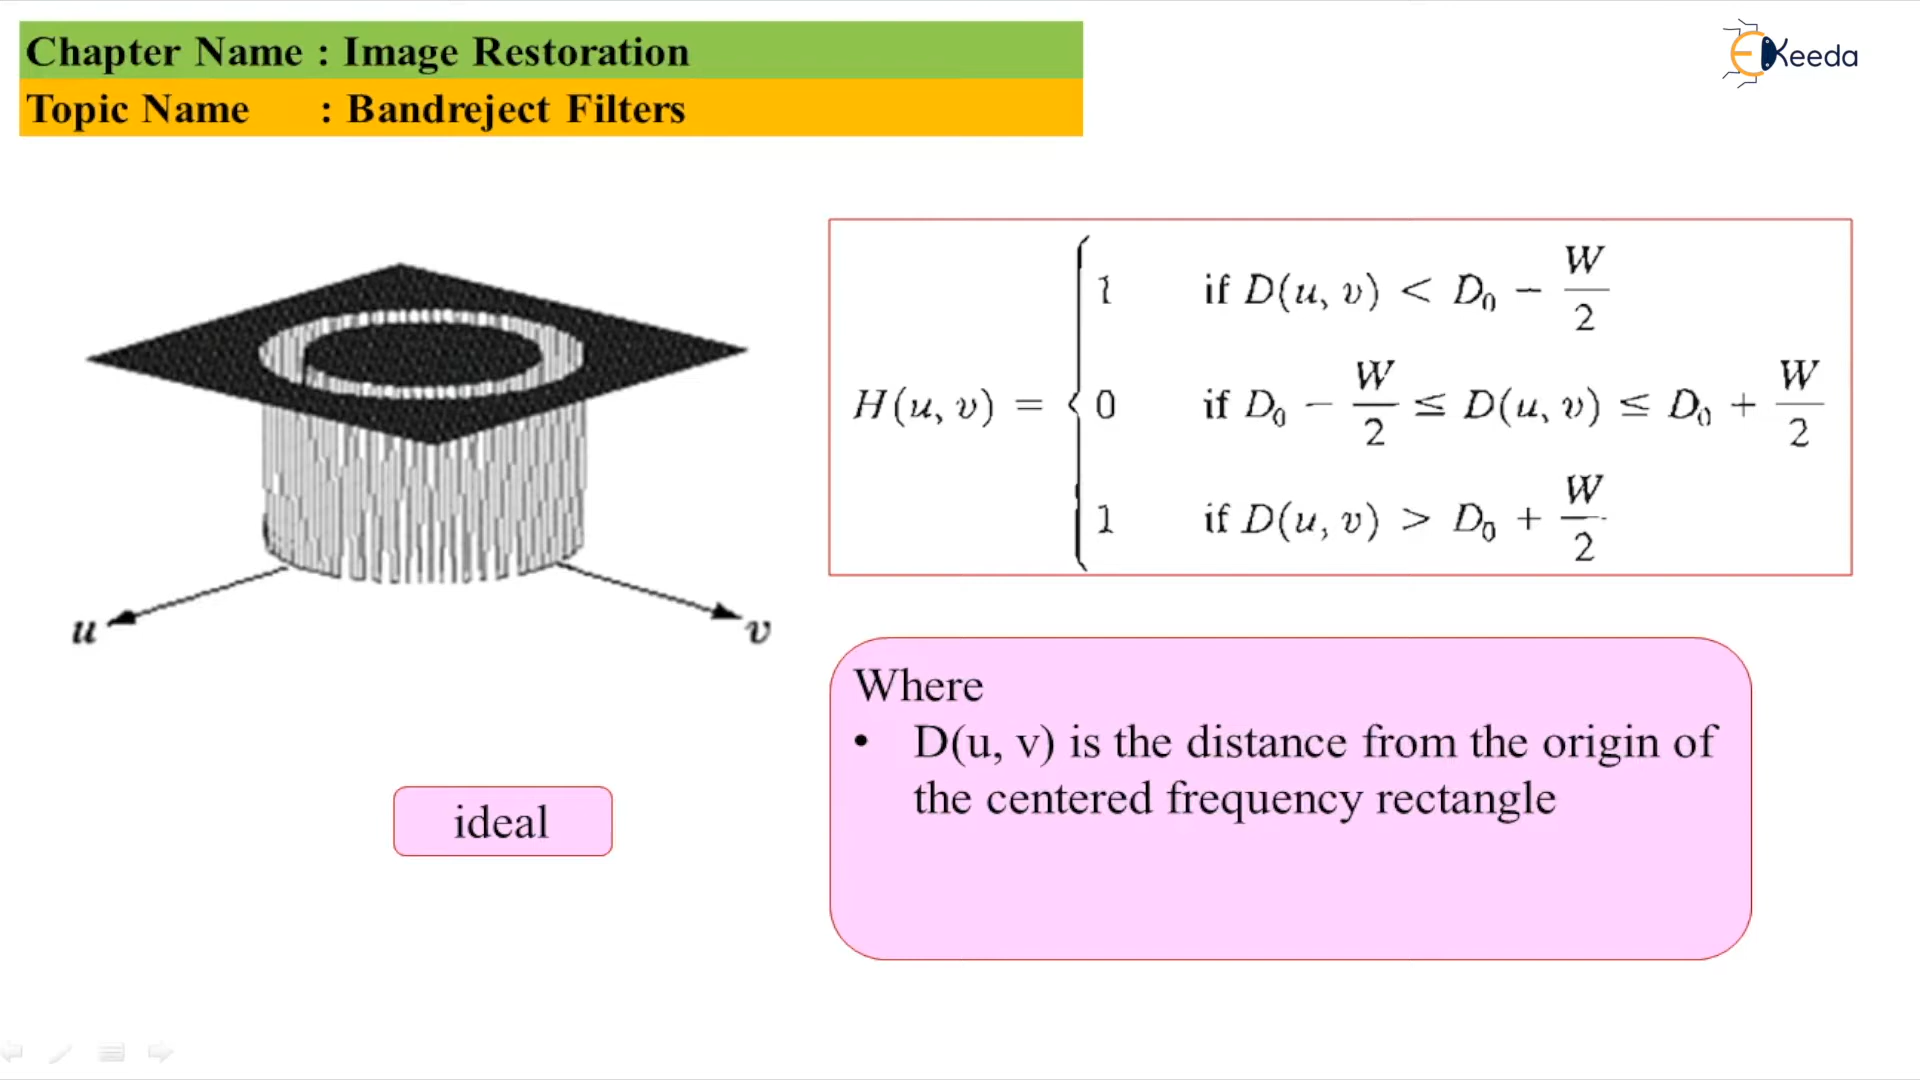 Chapter Name : Image Restoration
Topic Name : Bandreject Filters
EKeeda
1 if D(u, v) < D₀ − W/2
H(u, v) = { 0 if D₀ − W/2 ≤ D(u, v) ≤ D₀ + W/2
1 if D(u, v) > D₀ + W/2
u
v
ideal
Where
• D(u, v) is the distance from the origin of
the centered frequency rectangle